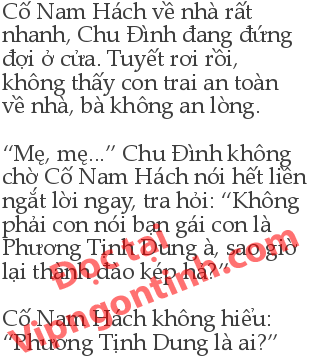 Cố Nam Hách về nhà rất
nhanh, Chu Đình đang đứng
đợi ở cửa. Tuyết rơi rồi,
không thấy con trai an toàn
về nhà, bà không an lòng.
“Mẹ, mẹ...” Chu Đình không
chờ Cố Nam Hách nói hết liền
ngắt lời ngay, tra hỏi: “Không
phải con nói bạn gái con là
Phương Tịnh Dung à, sao giờ
lại thành đào kép hả?”
Cố Nam Hách không hiểu:
“Phương Tịnh Dung là ai?”
Đọc tại
Vipngontinh.com